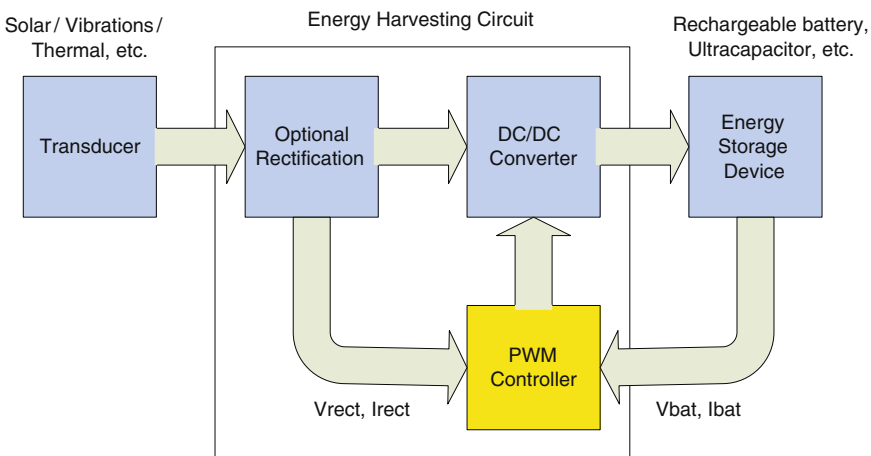 Energy Harvesting Circuit
Solar / Vibrations /
Thermal, etc.
Rechargeable battery,
Ultracapacitor, etc.
Transducer
Optional
Rectification
DC/DC
Converter
Energy
Storage
Device
PWM
Controller
Vrect, Irect
Vbat, Ibat